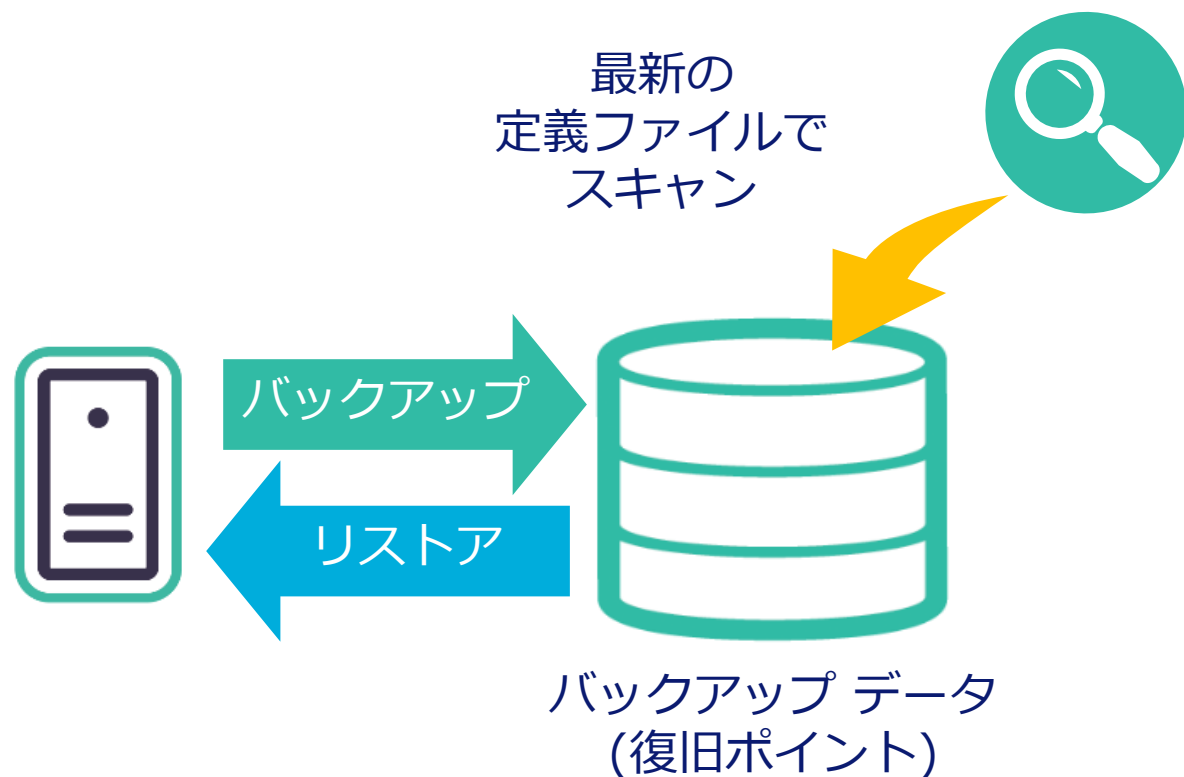 最新の
定義ファイルで
スキャン
バックアップ
リストア
バックアップ データ
(復旧ポイント)